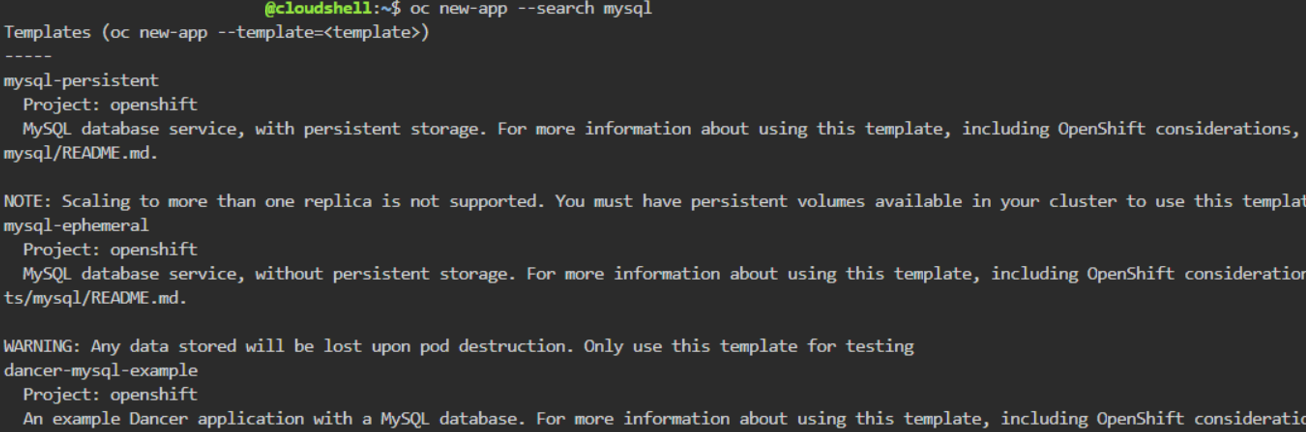 @cloudshell:~$ oc new-app --search mysql
Templates (oc new-app --template=<template>)
-----
mysql-persistent
  Project: openshift
  MySQL database service, with persistent storage. For more information about using this template, including OpenShift considerations,
mysql/README.md.

NOTE: Scaling to more than one replica is not supported. You must have persistent volumes available in your cluster to use this templat
mysql-ephemeral
  Project: openshift
  MySQL database service, without persistent storage. For more information about using this template, including OpenShift consideration
ts/mysql/README.md.

WARNING: Any data stored will be lost upon pod destruction. Only use this template for testing
dancer-mysql-example
  Project: openshift
  An example Dancer application with a MySQL database. For more information about using this template, including OpenShift consideratio